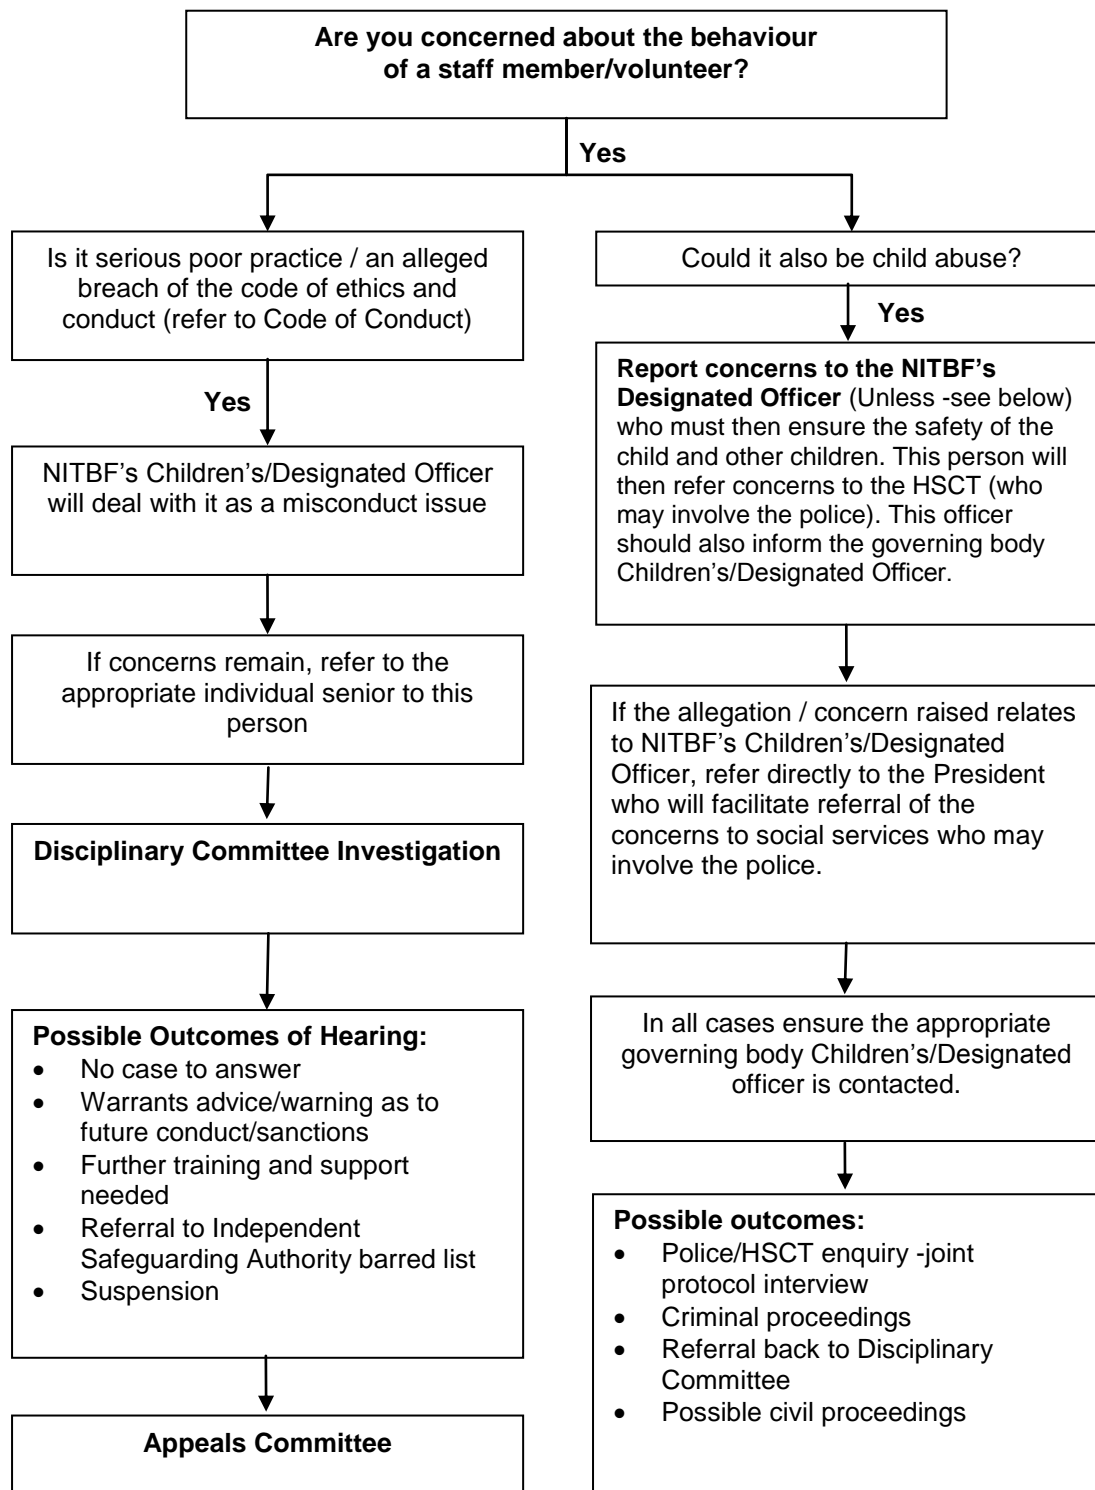 Are you concerned about the behaviour
of a staff member/volunteer?
Yes
Is it serious poor practice / an alleged
breach of the code of ethics and
conduct (refer to Code of Conduct)
Yes
NITBF's Children's/Designated Officer
will deal with it as a misconduct issue
If concerns remain, refer to the
appropriate individual senior to this
person
Disciplinary Committee Investigation
Possible Outcomes of Hearing:
• No case to answer
• Warrants advice/warning as to
future conduct/sanctions
• Further training and support
needed
• Referral to Independent
Safeguarding Authority barred list
• Suspension
Appeals Committee
Could it also be child abuse?
Yes
Report concerns to the NITBF's
Designated Officer (Unless -see below)
who must then ensure the safety of the
child and other children. This person will
then refer concerns to the HSCT (who
may involve the police). This officer
should also inform the governing body
Children's/Designated Officer.
If the allegation / concern raised relates
to NITBF's Children's/Designated
Officer, refer directly to the President
who will facilitate referral of the
concerns to social services who may
involve the police.
In all cases ensure the appropriate
governing body Children's/Designated
officer is contacted.
Possible outcomes:
• Police/HSCT enquiry -joint
protocol interview
• Criminal proceedings
• Referral back to Disciplinary
Committee
• Possible civil proceedings